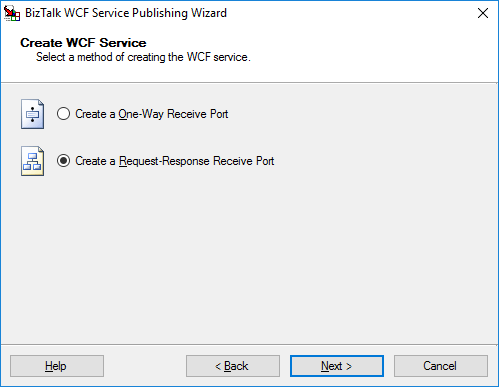 BizTalk WCF Service Publishing Wizard
Create WCF Service
Select a method of creating the WCF service.
Create a One-Way Receive Port
Create a Request-Response Receive Port
Help
< Back
Next >
Cancel